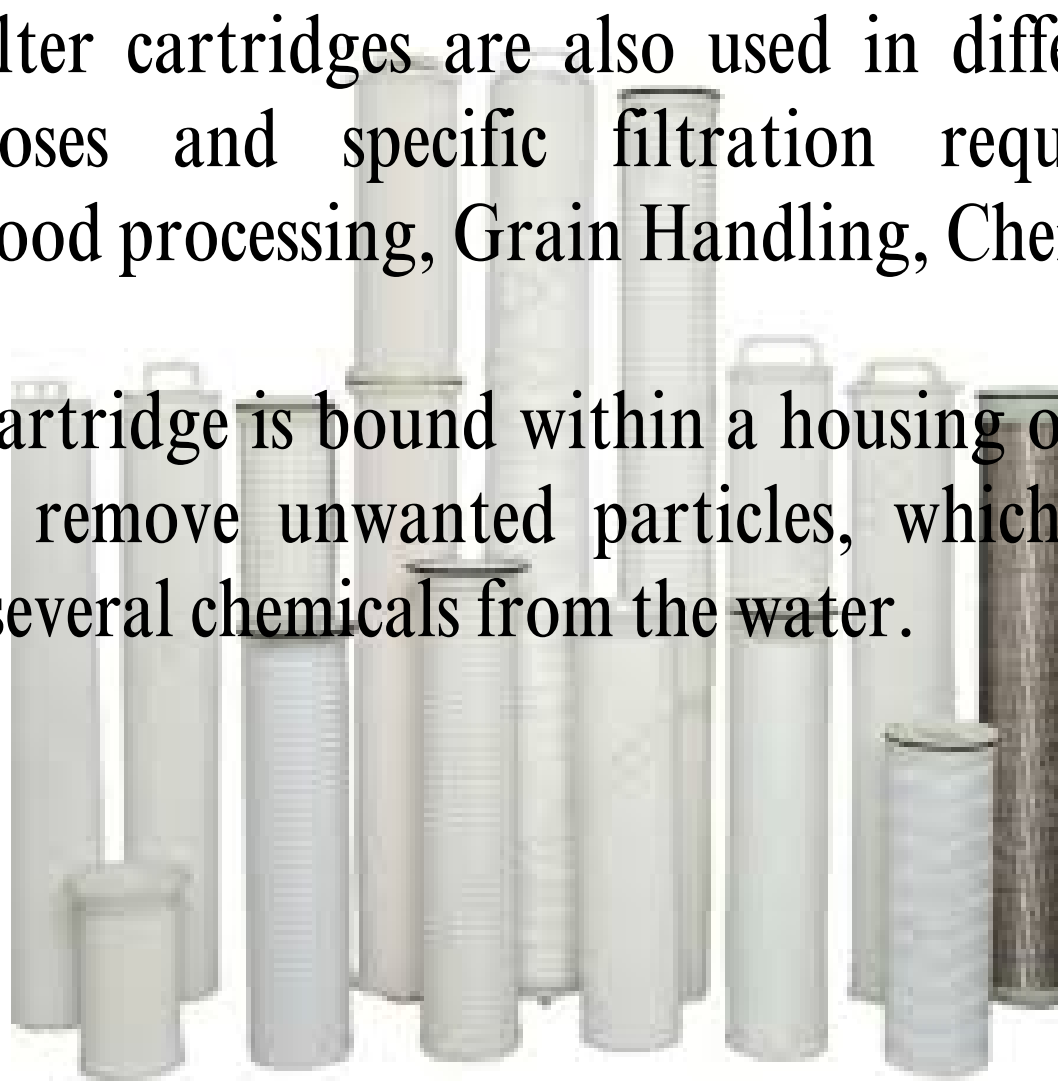 lter cartridges are also used in diffe
oses and specific filtration requ
ood processing, Grain Handling, Che
artridge is bound within a housing o
remove unwanted particles, which
several chemicals from the water.